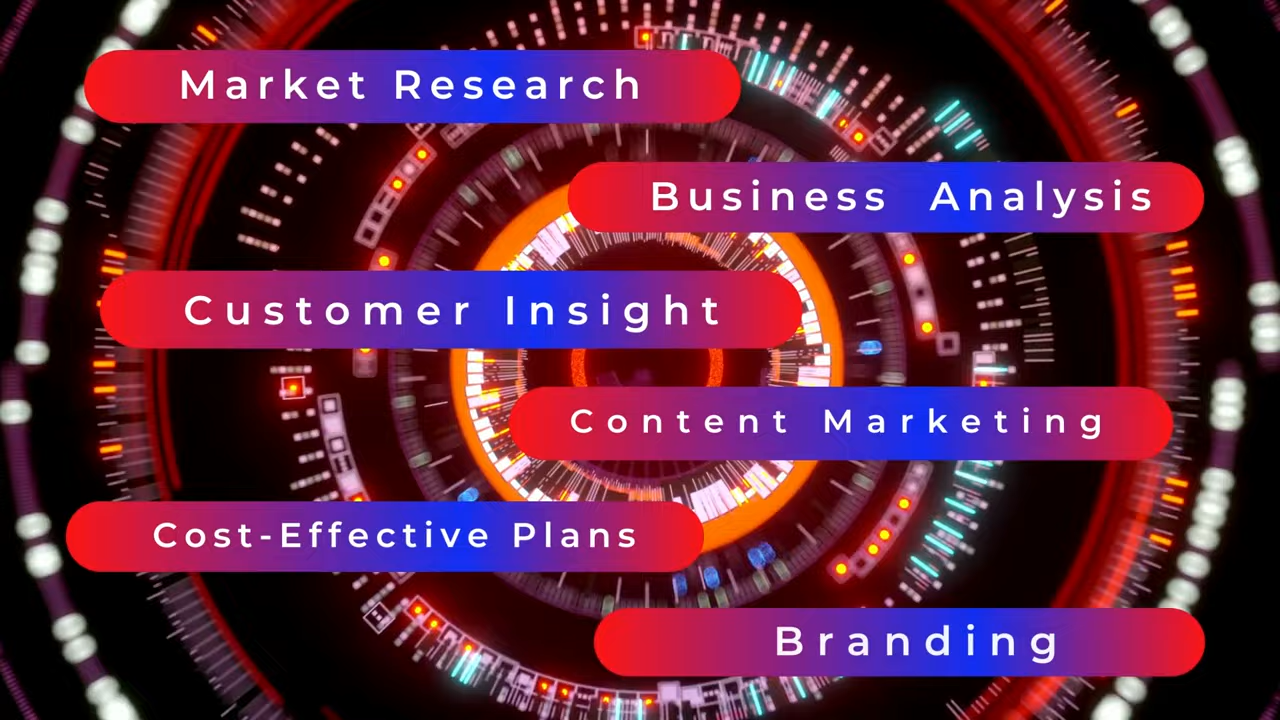 Market Research
Business Analysis
Customer Insight
Content Marketing
Cost-Effective Plans
Branding